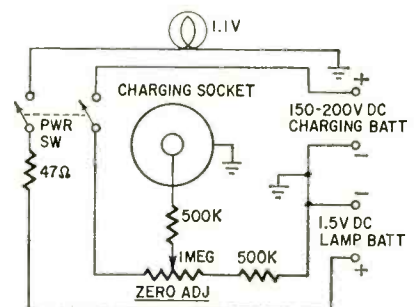 1.1V
CHARGING SOCKET
PWR
SW
47Ω
+
150-200V DC
CHARGING BATT
−
−
1.5V DC
LAMP BATT
+
500K
1MEG
500K
ZERO ADJ